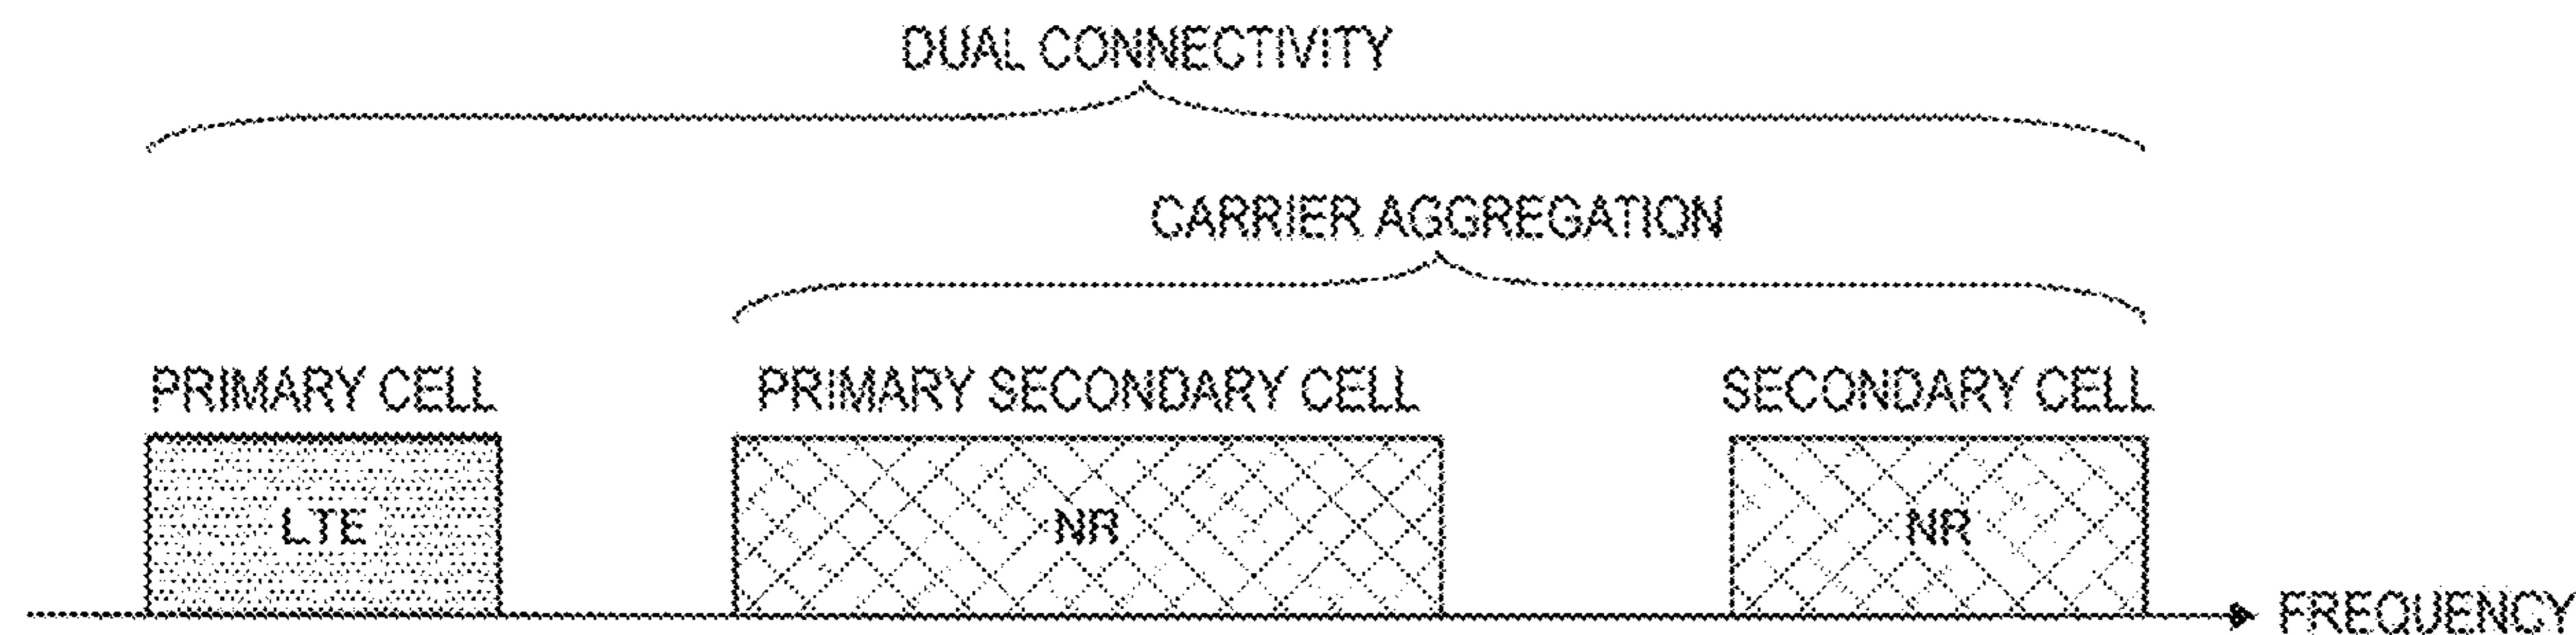 DUAL CONNECTIVITY
CARRIER AGGREGATION
PRIMARY CELL PRIMARY SECONDARY CELL SECONDARY CELL
LTE NR NR
FREQUENCY